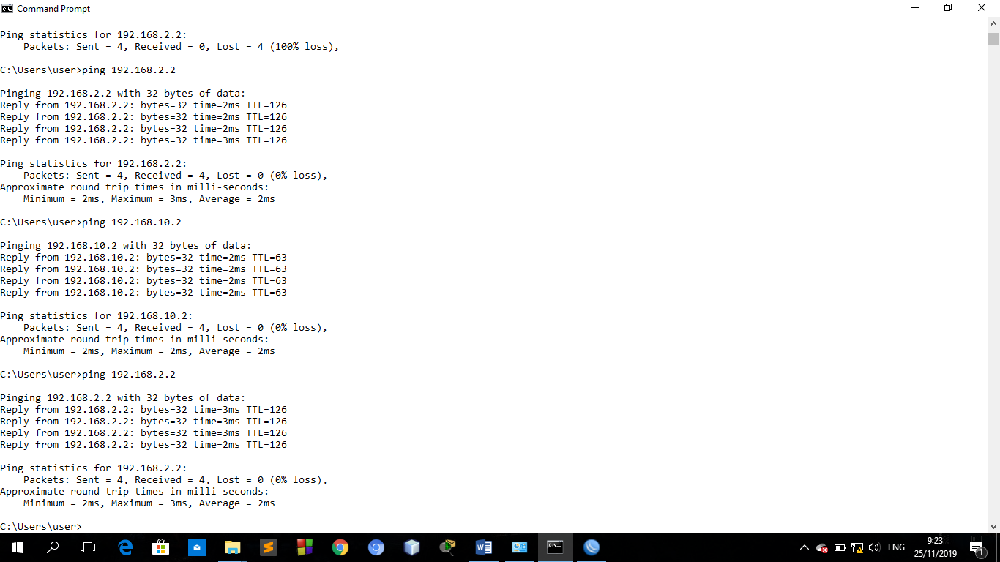 Command Prompt
Ping statistics for 192.168.2.2:
    Packets: Sent = 4, Received = 0, Lost = 4 (100% loss),
C:\Users\user>ping 192.168.2.2
Pinging 192.168.2.2 with 32 bytes of data:
Reply from 192.168.2.2: bytes=32 time=2ms TTL=126
Reply from 192.168.2.2: bytes=32 time=2ms TTL=126
Reply from 192.168.2.2: bytes=32 time=2ms TTL=126
Reply from 192.168.2.2: bytes=32 time=3ms TTL=126
Ping statistics for 192.168.2.2:
    Packets: Sent = 4, Received = 4, Lost = 0 (0% loss),
Approximate round trip times in milli-seconds:
    Minimum = 2ms, Maximum = 3ms, Average = 2ms
C:\Users\user>ping 192.168.10.2
Pinging 192.168.10.2 with 32 bytes of data:
Reply from 192.168.10.2: bytes=32 time=2ms TTL=63
Reply from 192.168.10.2: bytes=32 time=2ms TTL=63
Reply from 192.168.10.2: bytes=32 time=2ms TTL=63
Reply from 192.168.10.2: bytes=32 time=2ms TTL=63
Ping statistics for 192.168.10.2:
    Packets: Sent = 4, Received = 4, Lost = 0 (0% loss),
Approximate round trip times in milli-seconds:
    Minimum = 2ms, Maximum = 2ms, Average = 2ms
C:\Users\user>ping 192.168.2.2
Pinging 192.168.2.2 with 32 bytes of data:
Reply from 192.168.2.2: bytes=32 time=3ms TTL=126
Reply from 192.168.2.2: bytes=32 time=3ms TTL=126
Reply from 192.168.2.2: bytes=32 time=3ms TTL=126
Reply from 192.168.2.2: bytes=32 time=2ms TTL=126
Ping statistics for 192.168.2.2:
    Packets: Sent = 4, Received = 4, Lost = 0 (0% loss),
Approximate round trip times in milli-seconds:
    Minimum = 2ms, Maximum = 3ms, Average = 2ms
C:\Users\user>
ENG
9:23
25/11/2019
1